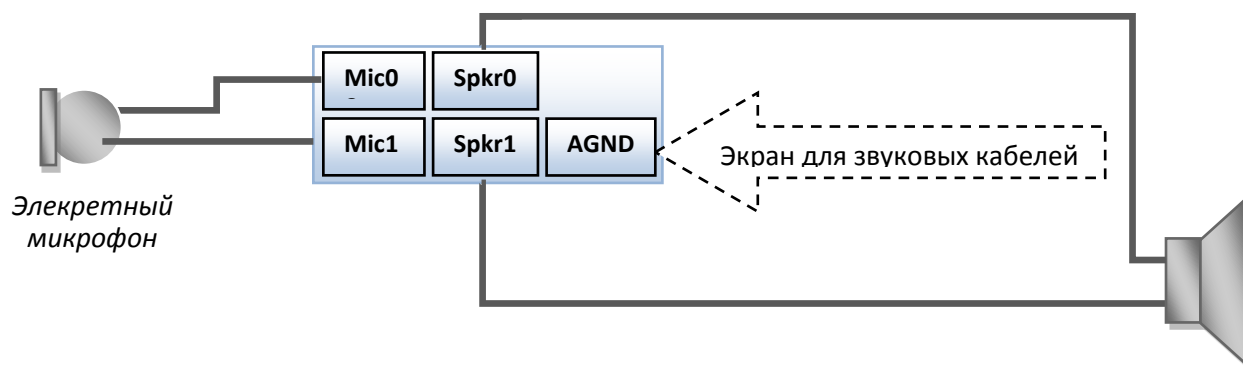 Mic0
Spkr0
Mic1
Spkr1
AGND
Экран для звуковых кабелей
Элекретный
микрофон